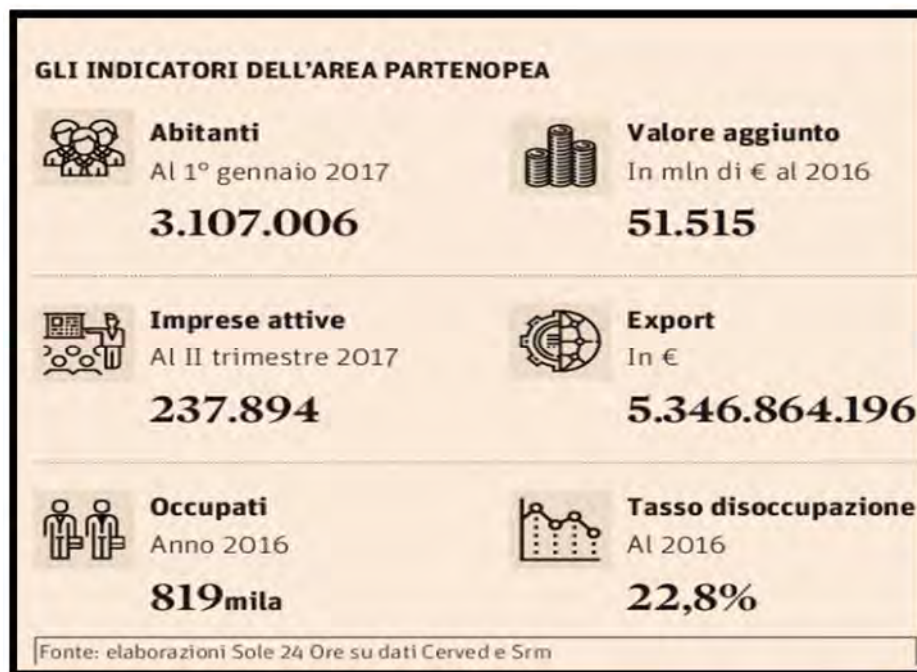 GLI INDICATORI DELL'AREA PARTENOPEA
Abitanti
Al 1° gennaio 2017
3.107.006
Valore aggiunto
In mln di € al 2016
51.515
Imprese attive
Al II trimestre 2017
237.894
Export
In €
5.346.864.196
Occupati
Anno 2016
819mila
Tasso disoccupazione
Al 2016
22,8%
Fonte: elaborazioni Sole 24 Ore su dati Cerved e Srm